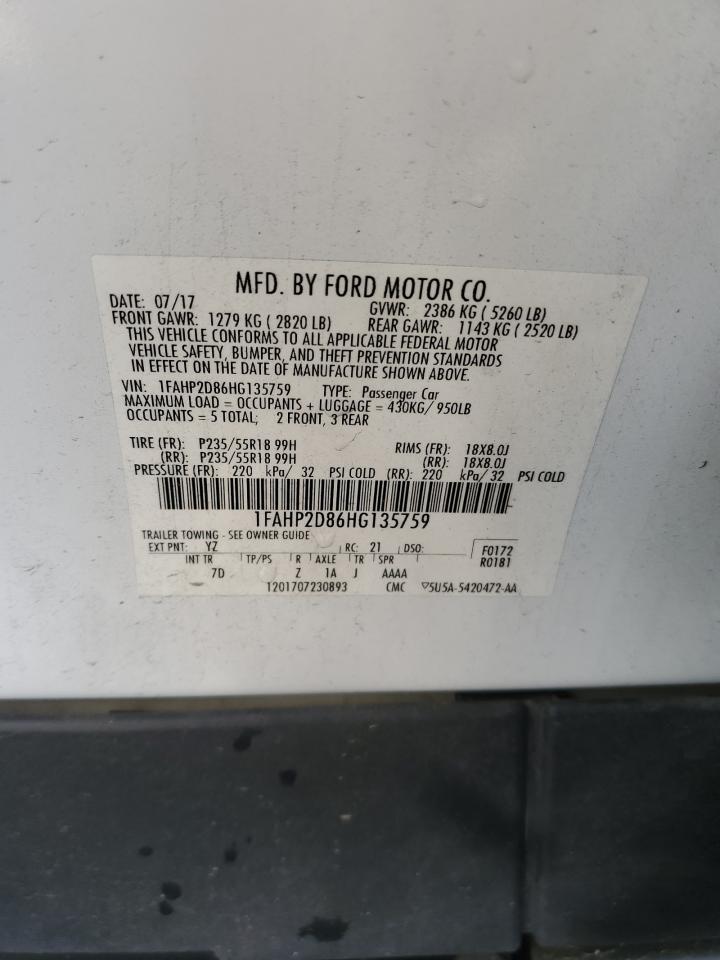 MFD. BY FORD MOTOR CO.
DATE: 07/17 GVWR: 2386 KG ( 5260 LB)
FRONT GAWR: 1279 KG ( 2820 LB) REAR GAWR: 1143 KG ( 2520 LB)
THIS VEHICLE CONFORMS TO ALL APPLICABLE FEDERAL MOTOR
VEHICLE SAFETY, BUMPER, AND THEFT PREVENTION STANDARDS
IN EFFECT ON THE DATE OF MANUFACTURE SHOWN ABOVE.
VIN: 1FAHP2D86HG135759 TYPE: Passenger Car
MAXIMUM LOAD = OCCUPANTS + LUGGAGE = 430KG/ 950LB
OCCUPANTS = 5 TOTAL; 2 FRONT, 3 REAR
TIRE (FR): P235/55R18 99H RIMS (FR): 18X8.0J
(RR): P235/55R18 99H (RR): 18X8.0J
PRESSURE (FR): 220 kPa/ 32 PSI COLD (RR): 220 kPa/ 32 PSI COLD
1FAHP2D86HG135759
TRAILER TOWING - SEE OWNER GUIDE
EXT PNT: YZ RC: 21 DSO: F0172
INT TR TP/PS R AXLE TR SPR R0181
7D Z 1A J AAAA
1201707230893 CMC ▽5U5A-5420472-AA